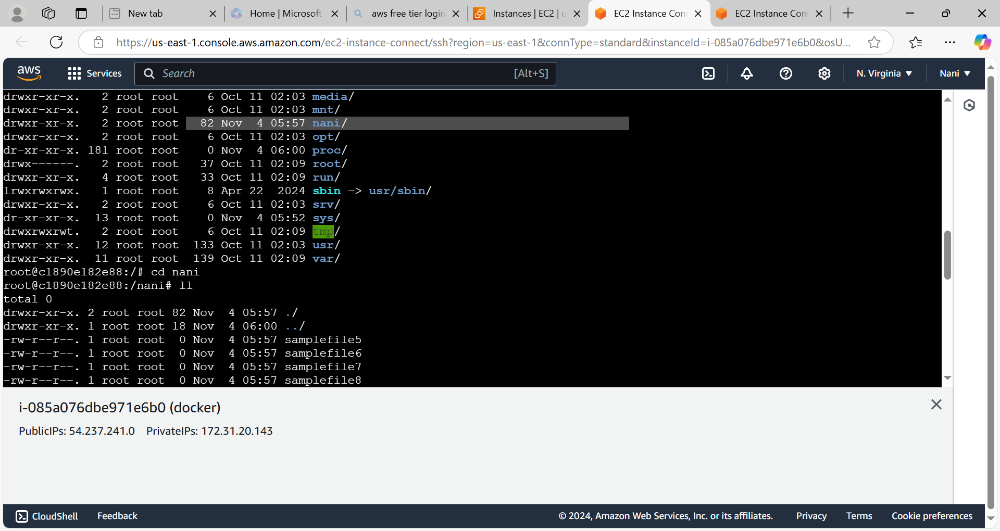 New tab
Home | Microsoft
aws free tier login
Instances | EC2 | u
EC2 Instance Con
EC2 Instance Con
https://us-east-1.console.aws.amazon.com/ec2-instance-connect/ssh?region=us-east-1&connType=standard&instanceId=i-085a076dbe971e6b0&osU...
aws
Services
Search
[Alt+S]
N. Virginia ▼
Nani ▼
drwxr-xr-x.   2 root root    6 Oct 11 02:03 media/
drwxr-xr-x.   2 root root    6 Oct 11 02:03 mnt/
drwxr-xr-x.   2 root root   82 Nov  4 05:57 nani/
drwxr-xr-x.   2 root root    6 Oct 11 02:03 opt/
dr-xr-xr-x. 181 root root    0 Nov  4 06:00 proc/
drwx------.   2 root root   37 Oct 11 02:09 root/
drwxr-xr-x.   4 root root   33 Oct 11 02:09 run/
lrwxrwxrwx.   1 root root    8 Apr 22  2024 sbin -> usr/sbin/
drwxr-xr-x.   2 root root    6 Oct 11 02:03 srv/
dr-xr-xr-x.  13 root root    0 Nov  4 05:52 sys/
drwxrwxrwt.   2 root root    6 Oct 11 02:09 tmp/
drwxr-xr-x.  12 root root  133 Oct 11 02:03 usr/
drwxr-xr-x.  11 root root  139 Oct 11 02:09 var/
root@c1890e182e88:/# cd nani
root@c1890e182e88:/nani# ll
total 0
drwxr-xr-x. 2 root root 82 Nov  4 05:57 ./
drwxr-xr-x. 1 root root 18 Nov  4 06:00 ../
-rw-r--r--. 1 root root  0 Nov  4 05:57 samplefile5
-rw-r--r--. 1 root root  0 Nov  4 05:57 samplefile6
-rw-r--r--. 1 root root  0 Nov  4 05:57 samplefile7
-rw-r--r--. 1 root root  0 Nov  4 05:57 samplefile8
i-085a076dbe971e6b0 (docker)
PublicIPs: 54.237.241.0    PrivateIPs: 172.31.20.143
CloudShell
Feedback
© 2024, Amazon Web Services, Inc. or its affiliates.
Privacy
Terms
Cookie preferences